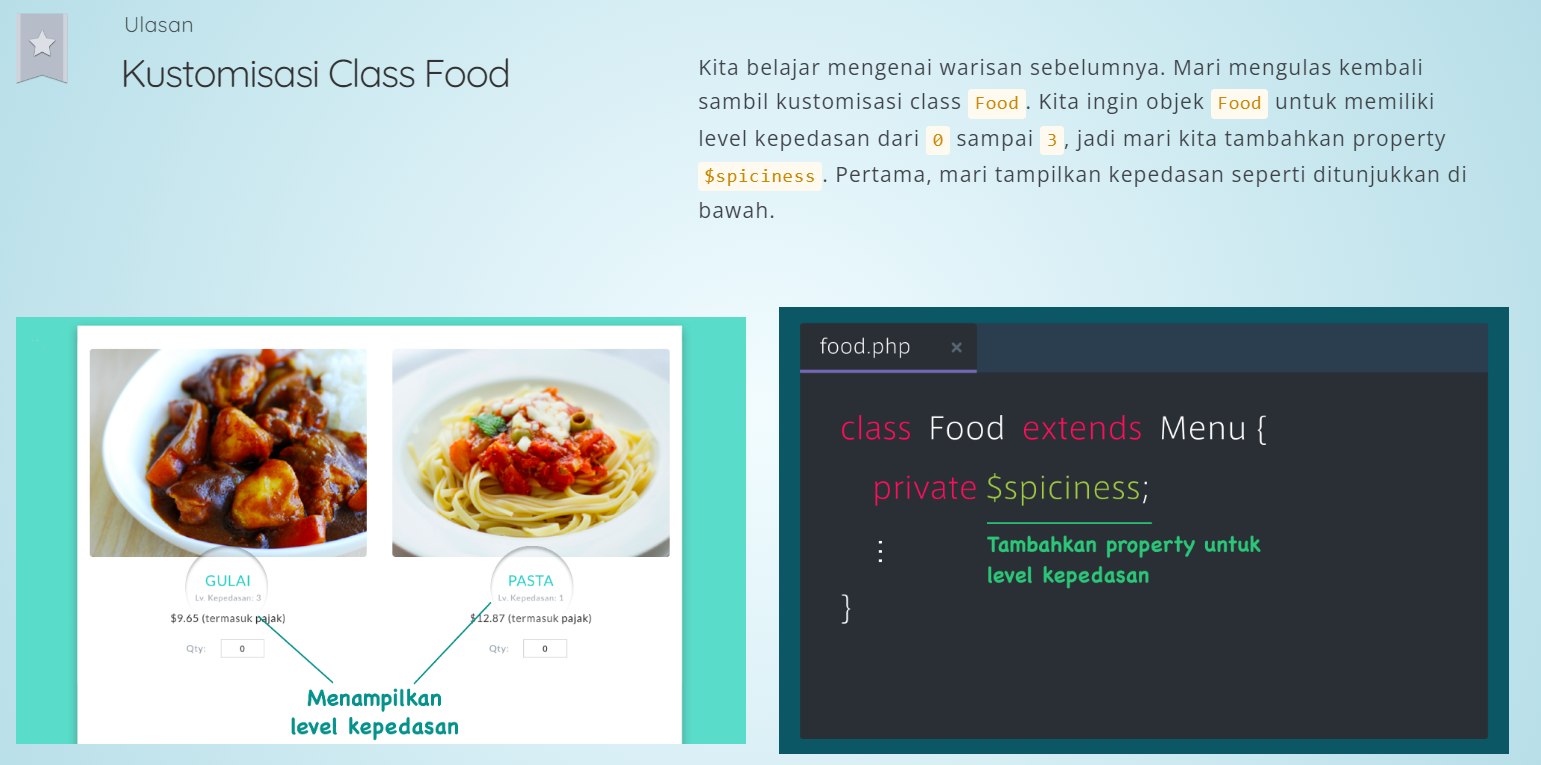 Ulasan
Kustomisasi Class Food
Kita belajar mengenai warisan sebelumnya. Mari mengulas kembali
sambil kustomisasi class Food. Kita ingin objek Food untuk memiliki
level kepedasan dari 0 sampai 3, jadi mari kita tambahkan property
$spiciness. Pertama, mari tampilkan kepedasan seperti ditunjukkan di
bawah.
GULAI
Lv. Kepedasan: 3
$9.65 (termasuk pajak)
Qty: 0
PASTA
Lv. Kepedasan: 1
$12.87 (termasuk pajak)
Qty: 0
Menampilkan
level kepedasan
food.php ×
class Food extends Menu {
private $spiciness;
Tambahkan property untuk
level kepedasan
⋮
}